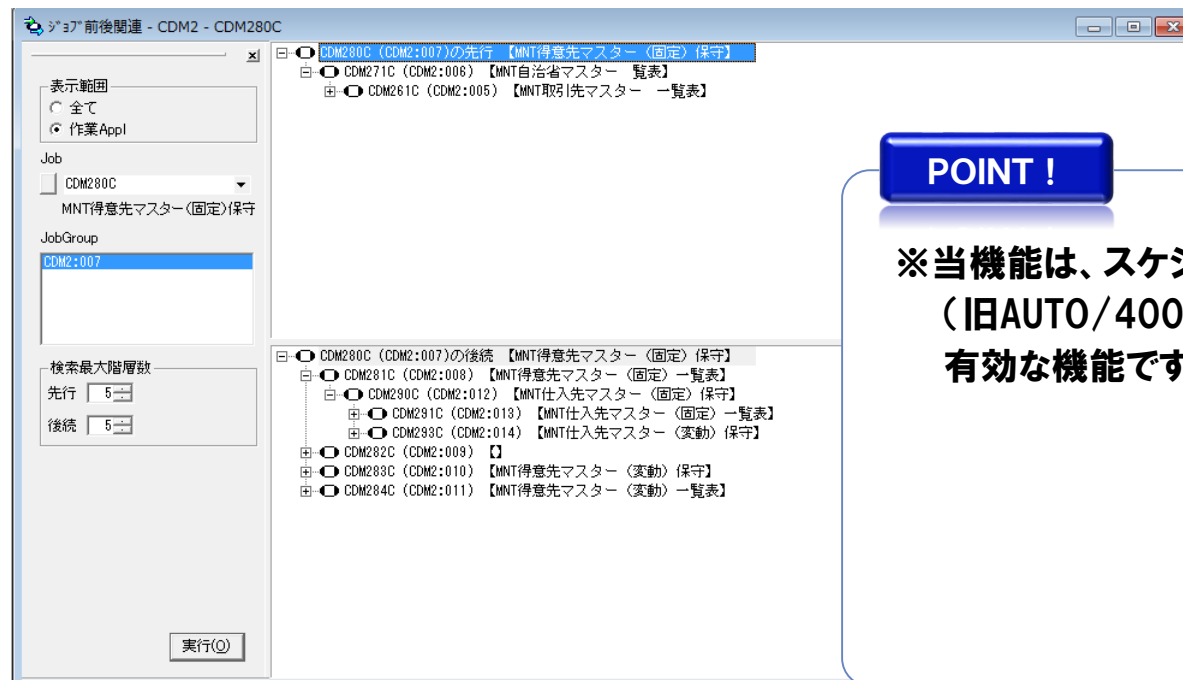 ｼﾞｮﾌﾞ前後関連 - CDM2 - CDM280C
表示範囲
全て
作業Appl
Job
CDM280C
MNT得意先マスター(固定)保守
JobGroup
CDM2:007
検索最大階層数
先行 5
後続 5
実行(O)
CDM280C (CDM2:007)の先行 【MNT得意先マスター（固定）保守】
CDM271C (CDM2:006) 【MNT自治省マスター　覧表】
CDM261C (CDM2:005) 【MNT取引先マスター　一覧表】
CDM280C (CDM2:007)の後続 【MNT得意先マスター（固定）保守】
CDM281C (CDM2:008) 【MNT得意先マスター（固定）一覧表】
CDM290C (CDM2:012) 【MNT仕入先マスター（固定）保守】
CDM291C (CDM2:013) 【MNT仕入先マスター（固定）一覧表】
CDM293C (CDM2:014) 【MNT仕入先マスター（変動）保守】
CDM282C (CDM2:009) 【】
CDM283C (CDM2:010) 【MNT得意先マスター（変動）保守】
CDM284C (CDM2:011) 【MNT得意先マスター（変動）一覧表】
POINT！
※当機能は、スケジ
（旧AUTO/400
有効な機能です